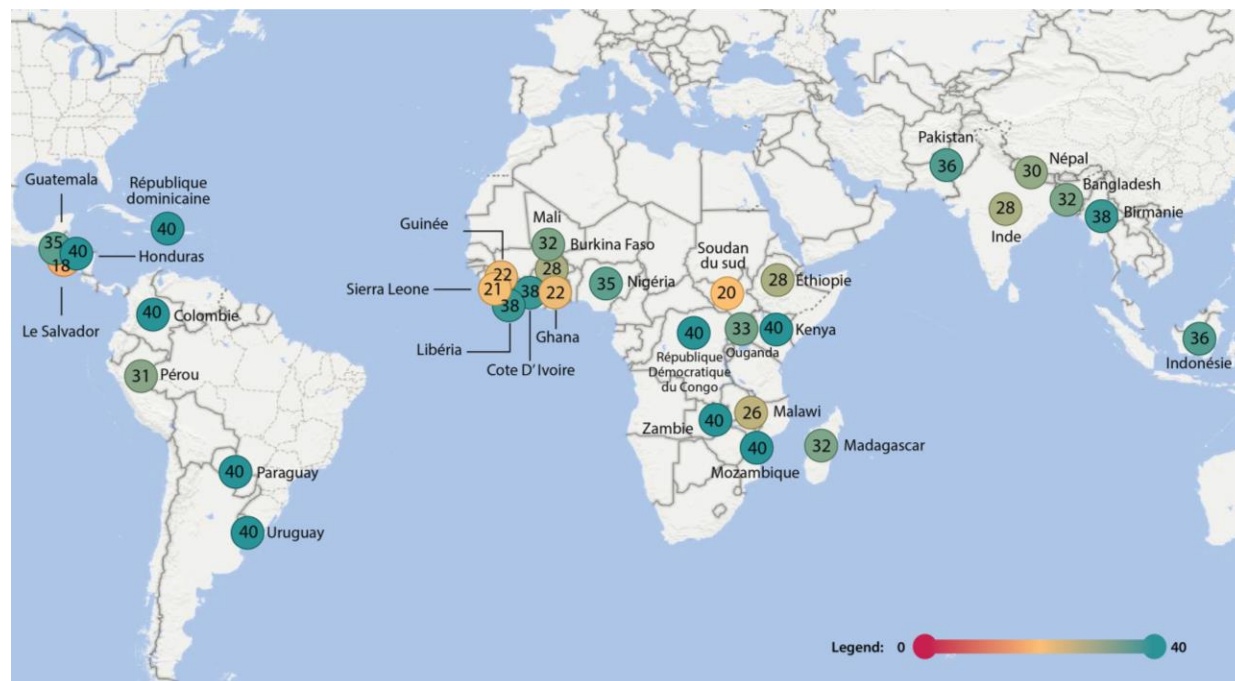 Guatemala
35
18
Le Salvador
République
dominicaine
40
40
Honduras
40
Colombie
31
Pérou
40
Paraguay
40
Uruguay
Guinée
22
Sierra Leone
21
38
Libéria
38
Cote D'Ivoire
Mali
32
Burkina Faso
28
22
Ghana
35
Nigéria
Soudan
du sud
20
28
Éthiopie
40
République
Démocratique
du Congo
33
Ouganda
40
Kenya
Zambie
40
26
Malawi
40
Mozambique
32
Madagascar
Pakistan
36
30
Népal
28
Inde
Bangladesh
32
38
Birmanie
36
Indonésie
Legend: 0 40